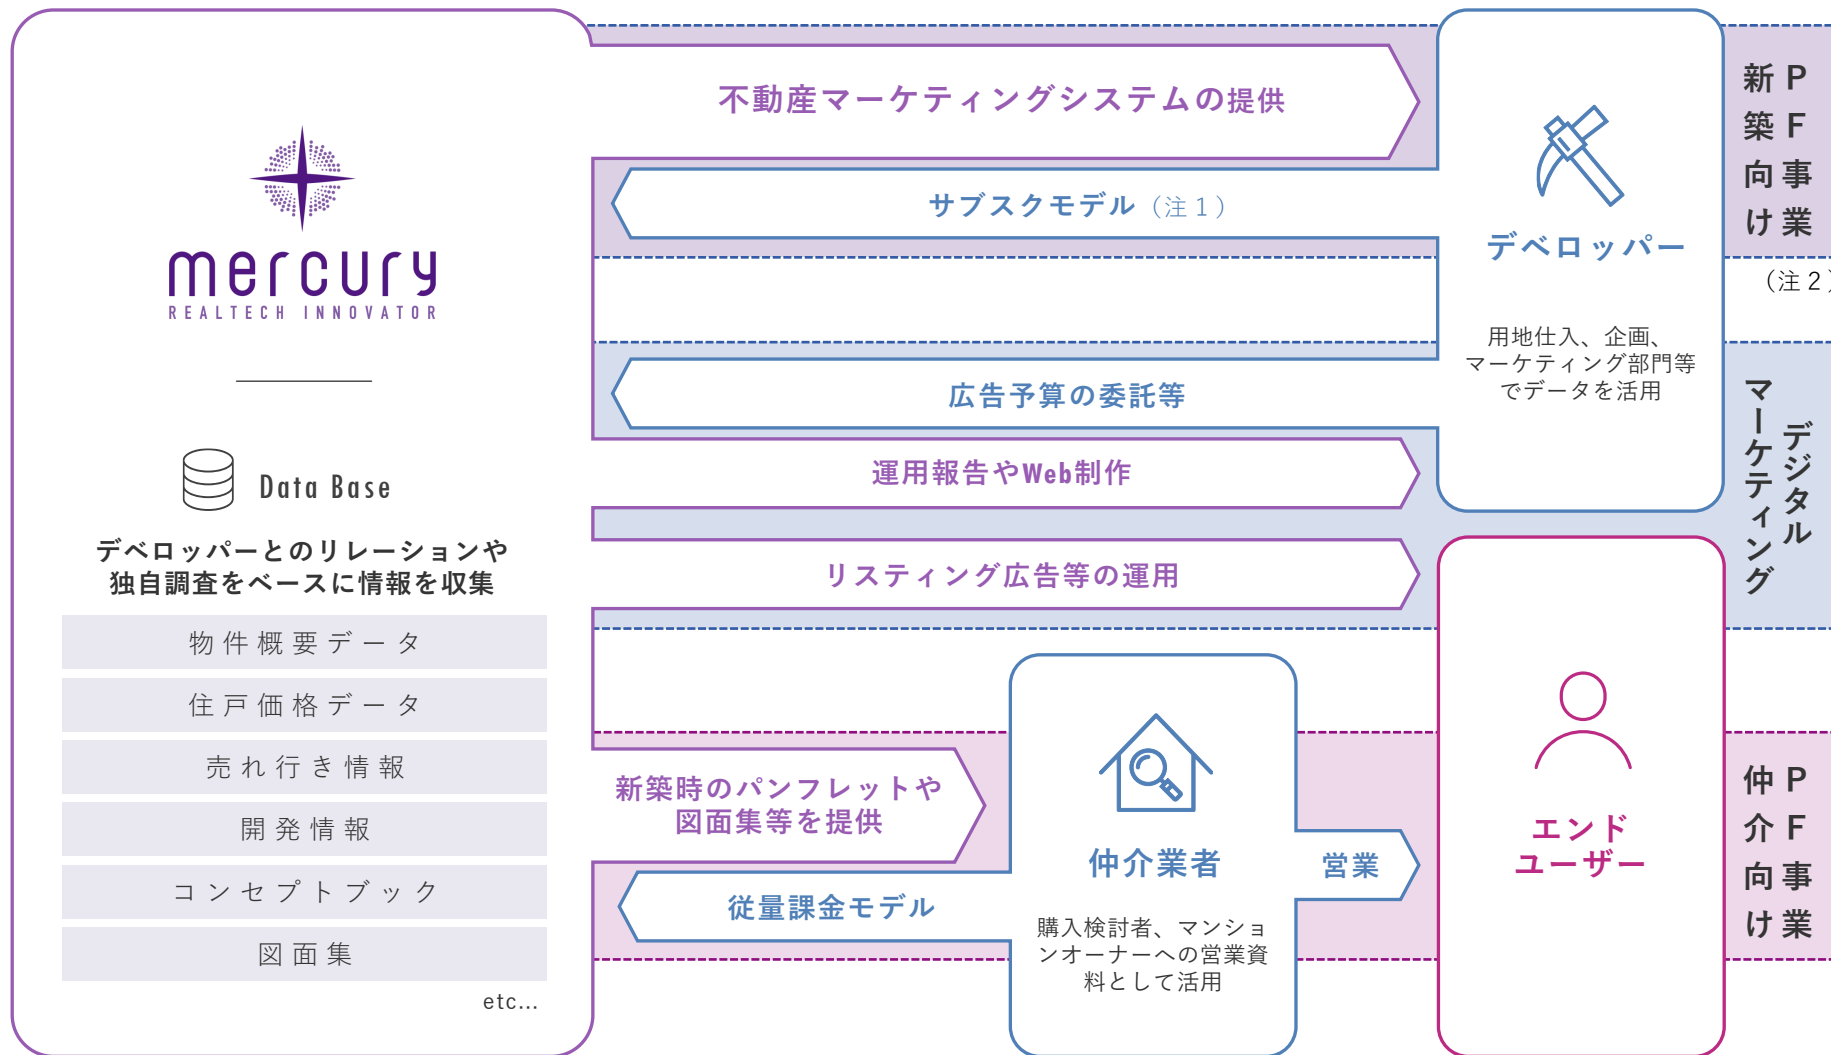 mercury
REALTECH INNOVATOR
Data Base
デベロッパーとのリレーションや
独自調査をベースに情報を収集
物件概要データ
住戸価格データ
売れ行き情報
開発情報
コンセプトブック
図面集
etc...
不動産マーケティングシステムの提供
サブスクモデル（注１）
広告予算の委託等
運用報告やWeb制作
リスティング広告等の運用
新築時のパンフレットや
図面集等を提供
従量課金モデル
デベロッパー
用地仕入、企画、
マーケティング部門等
でデータを活用
仲介業者
購入検討者、マンショ
ンオーナーへの営業資
料として活用
営業
エンド
ユーザー
新築向け
ＰＦ事業
（注２）
デジタル
マーケティング
仲介向け
ＰＦ事業